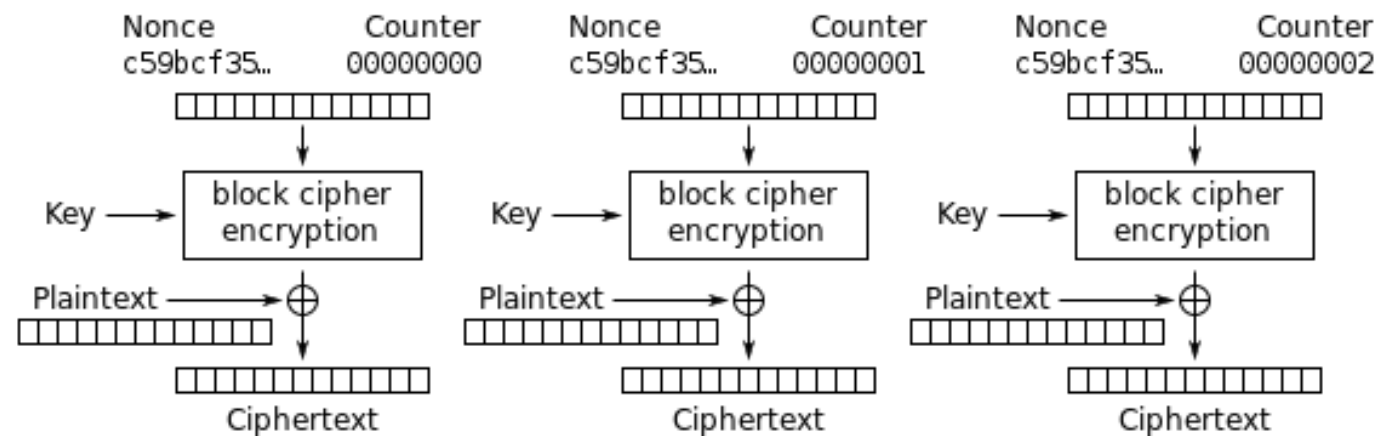 Nonce Counter Nonce Counter Nonce Counter
c59bcf35… 00000000 c59bcf35… 00000001 c59bcf35… 00000002
block cipher block cipher block cipher
Key Key Key
encryption encryption encryption
Plaintext Plaintext Plaintext
Ciphertext Ciphertext Ciphertext